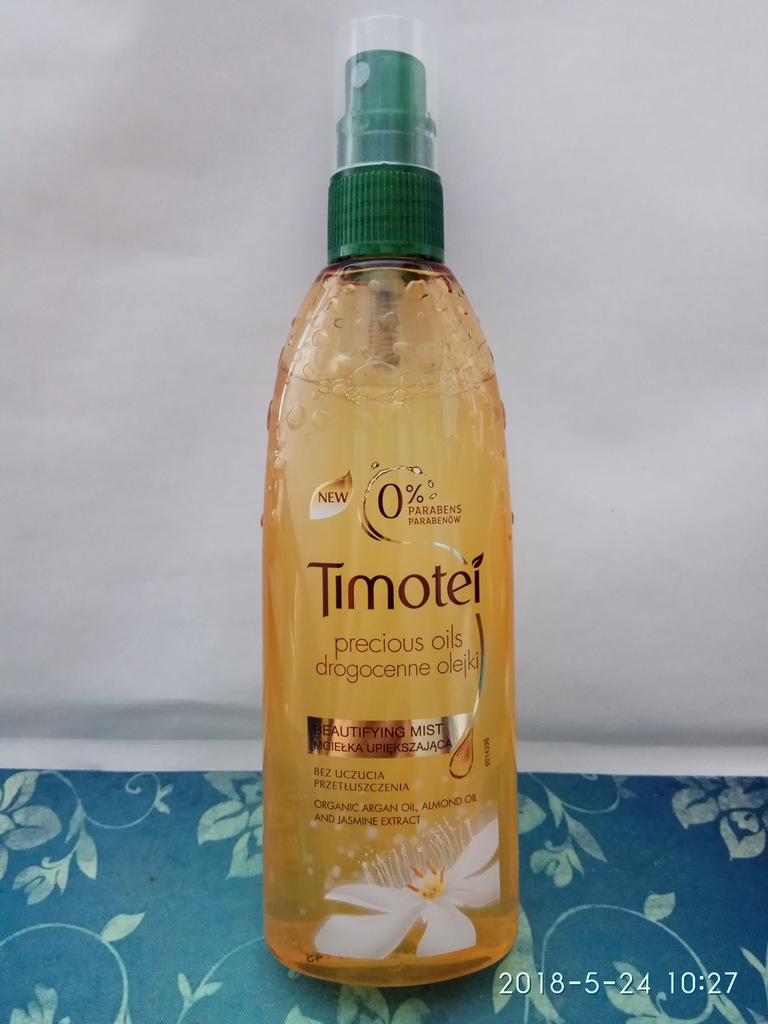 NEW
0%
PARABENS
PARABENÓW
Timotei
precious oils
drogocenne olejki
BEAUTIFYING MIST
MGIEŁKA UPIĘKSZAJĄCA
9014398
BEZ UCZUCIA
PRZETŁUSZCZENIA
ORGANIC ARGAN OIL, ALMOND OIL
AND JASMINE EXTRACT
2018-5-24 10:27